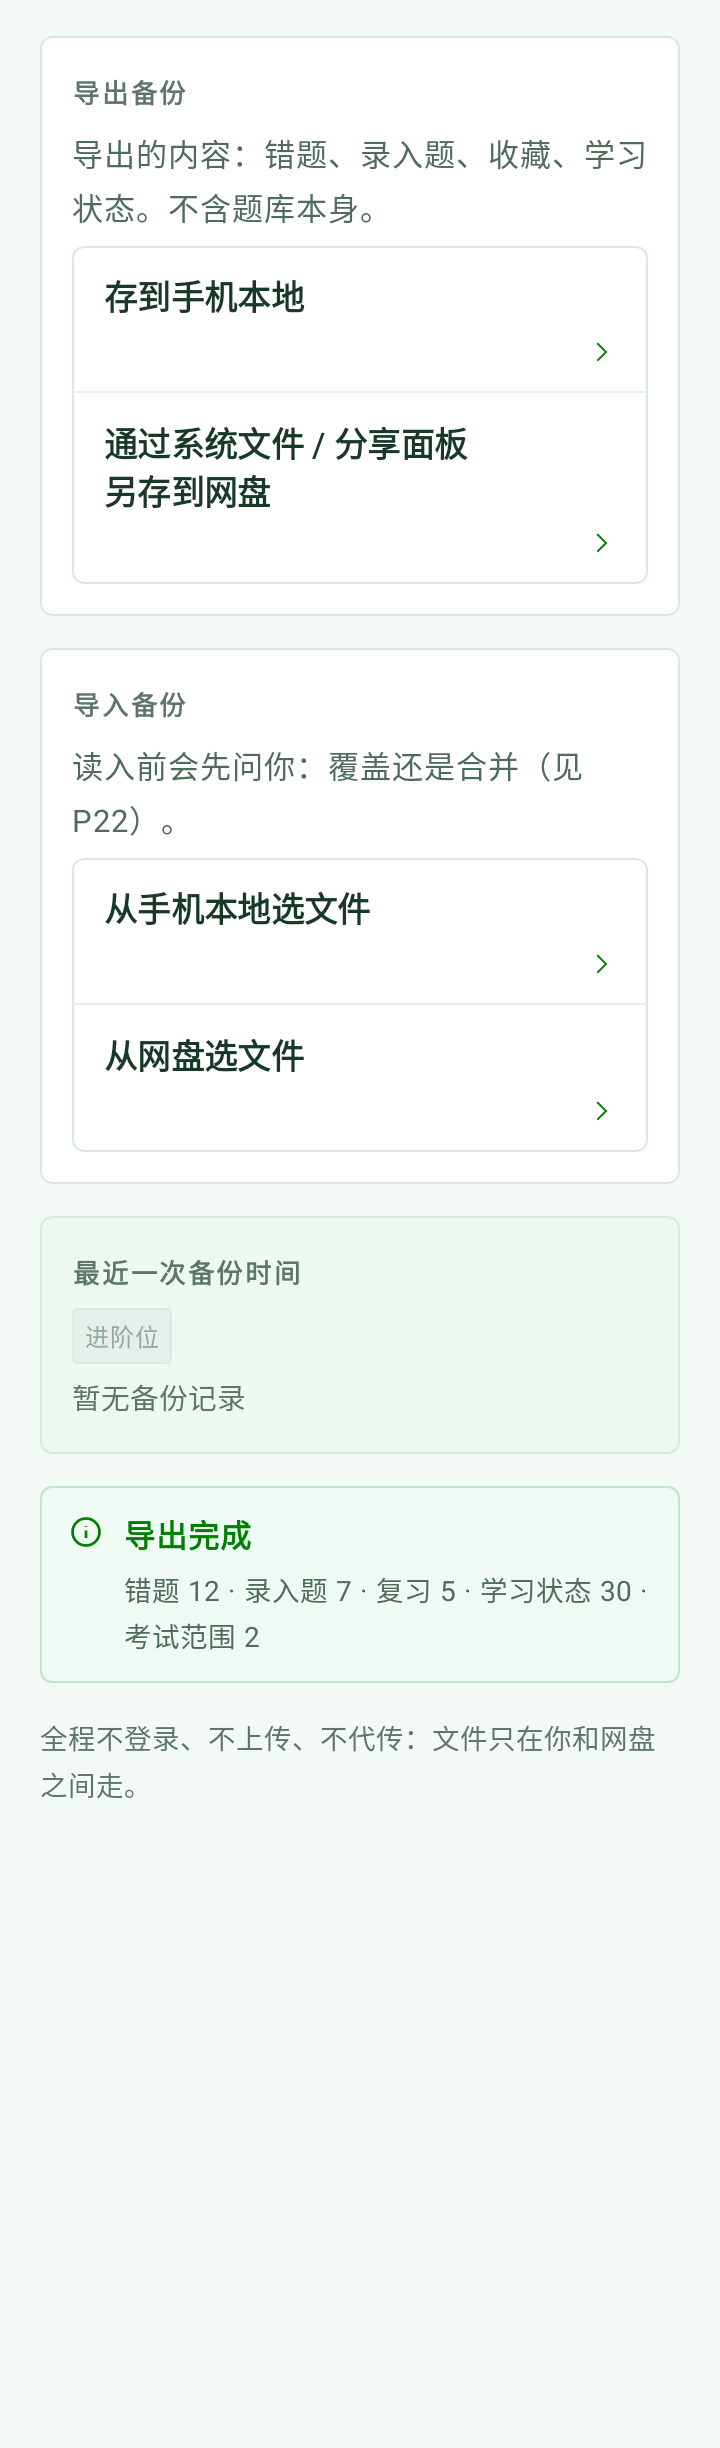 导出备份
导出的内容：错题、录入题、收藏、学习
状态。不含题库本身。
存到手机本地
通过系统文件 / 分享面板
另存到网盘
导入备份
读入前会先问你：覆盖还是合并（见
P22）。
从手机本地选文件
从网盘选文件
最近一次备份时间
进阶位
暂无备份记录
导出完成
错题 12 · 录入题 7 · 复习 5 · 学习状态 30 ·
考试范围 2
全程不登录、不上传、不代传：文件只在你和网盘
之间走。